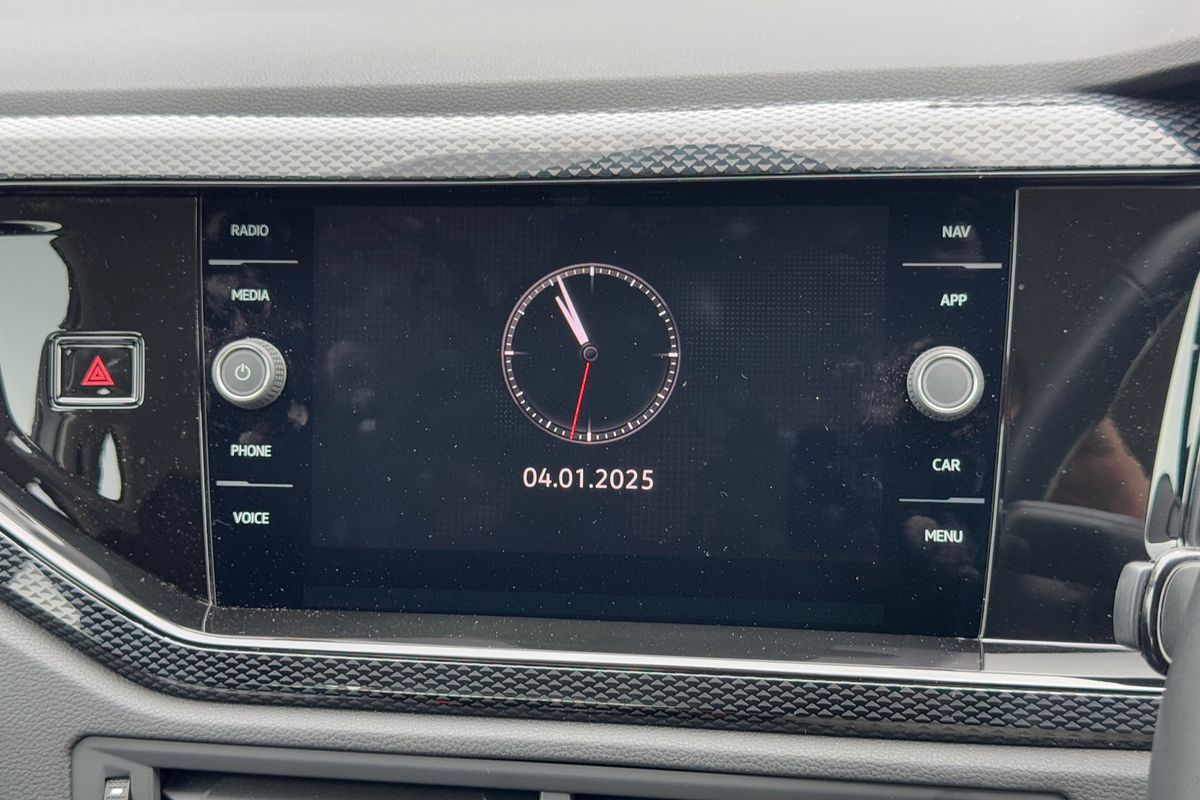 RADIO
MEDIA
PHONE
VOICE
04.01.2025
NAV
APP
CAR
MENU